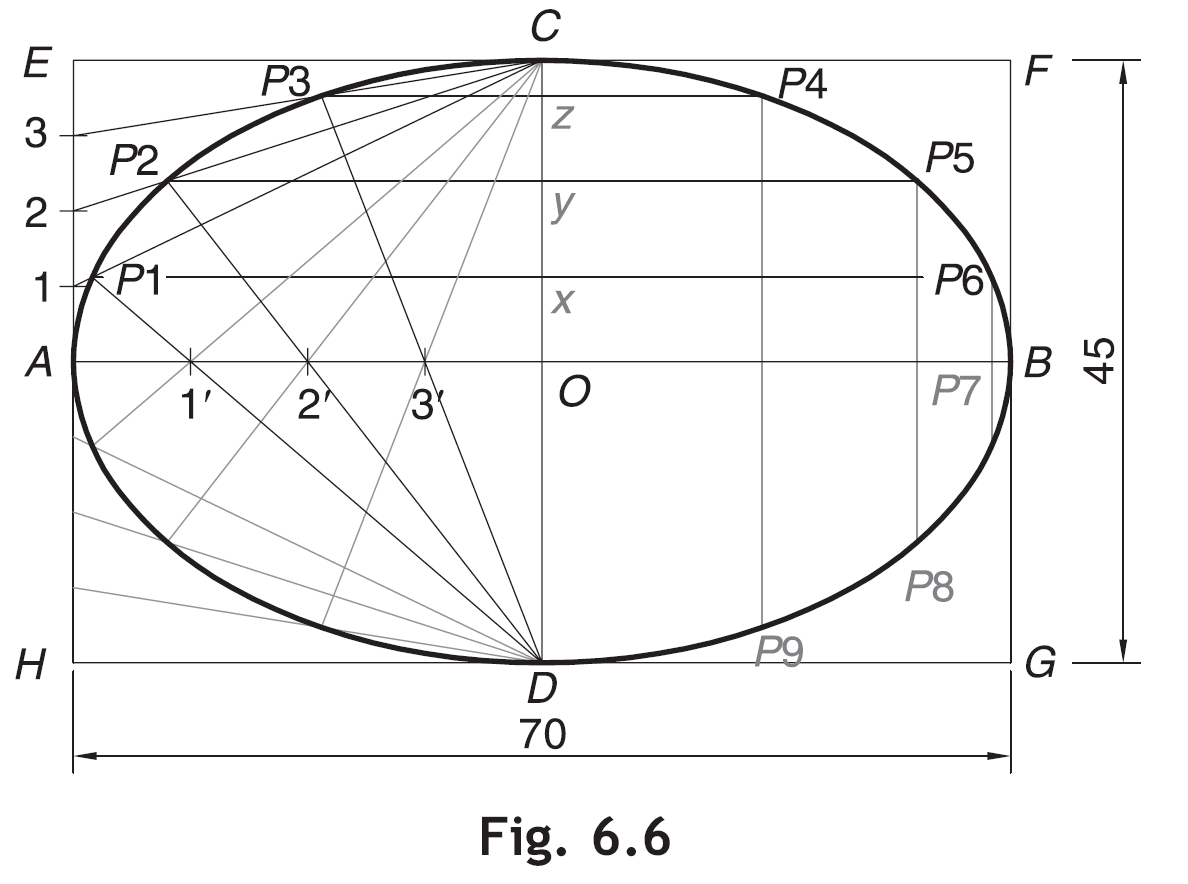 C
E
P3
P4
F
3
z
P2
P5
2
y
1
P1
P6
x
A
B
45
1′
2′
3′
O
P7
P8
P9
H
D
G
70
Fig. 6.6